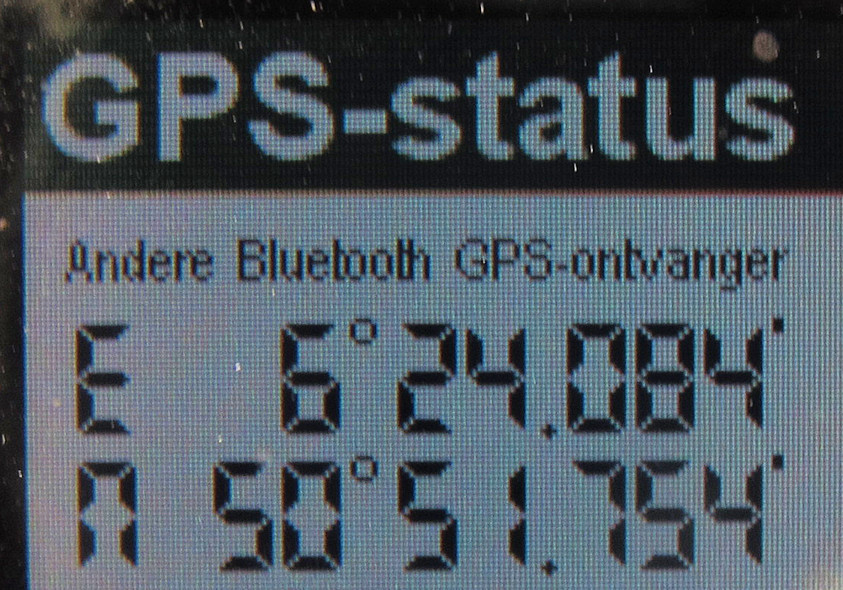 GPS-status
Andere Bluetooth GPS-ontvanger
E 6°24.084'
N 50°51.754'